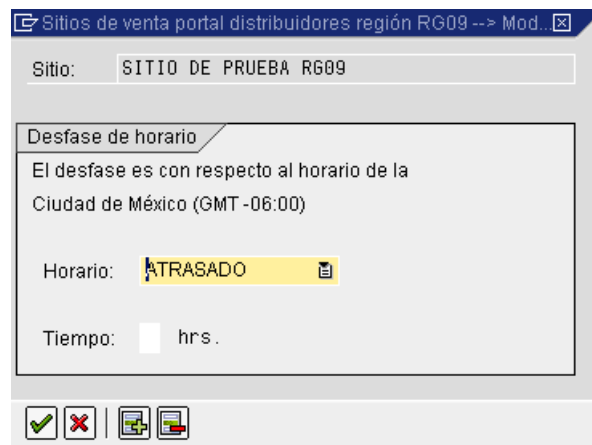 Sitios de venta portal distribuidores región RG09 --> Mod...
Sitio: SITIO DE PRUEBA RG09
Desfase de horario
El desfase es con respecto al horario de la
Ciudad de México (GMT -06:00)
Horario: ATRASADO
Tiempo: hrs.